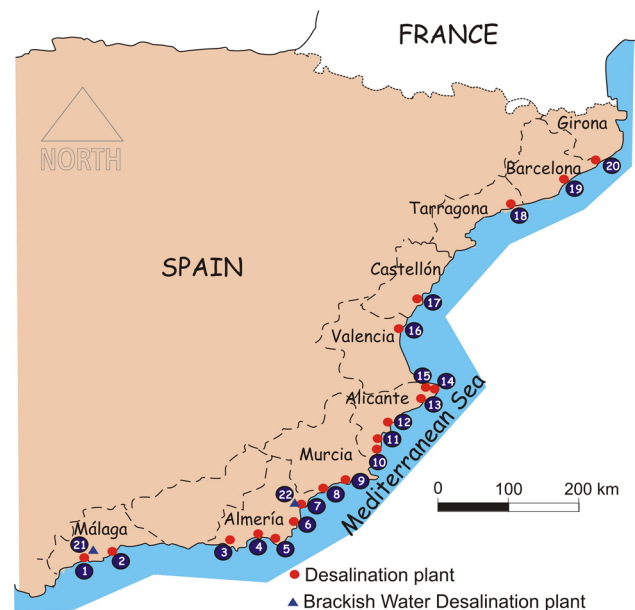 FRANCE
Girona
NORTH
Barcelona
20
19
Tarragona
18
SPAIN
Castellón
17
Valencia
16
15
14
Alicante
13
12
11
Mediterranean Sea
Murcia
10
9
0 100 200 km
22
8
7
Almería
6
Málaga
21
3
4
5
2
1
Desalination plant
Brackish Water Desalination plant